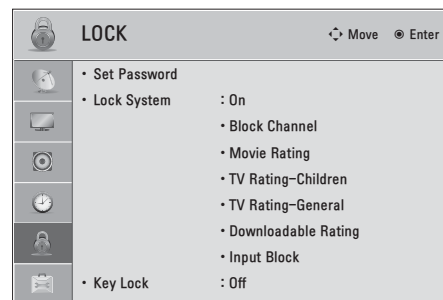 LOCK Move Enter
• Set Password
• Lock System : On
• Block Channel
• Movie Rating
• TV Rating-Children
• TV Rating-General
• Downloadable Rating
• Input Block
• Key Lock : Off